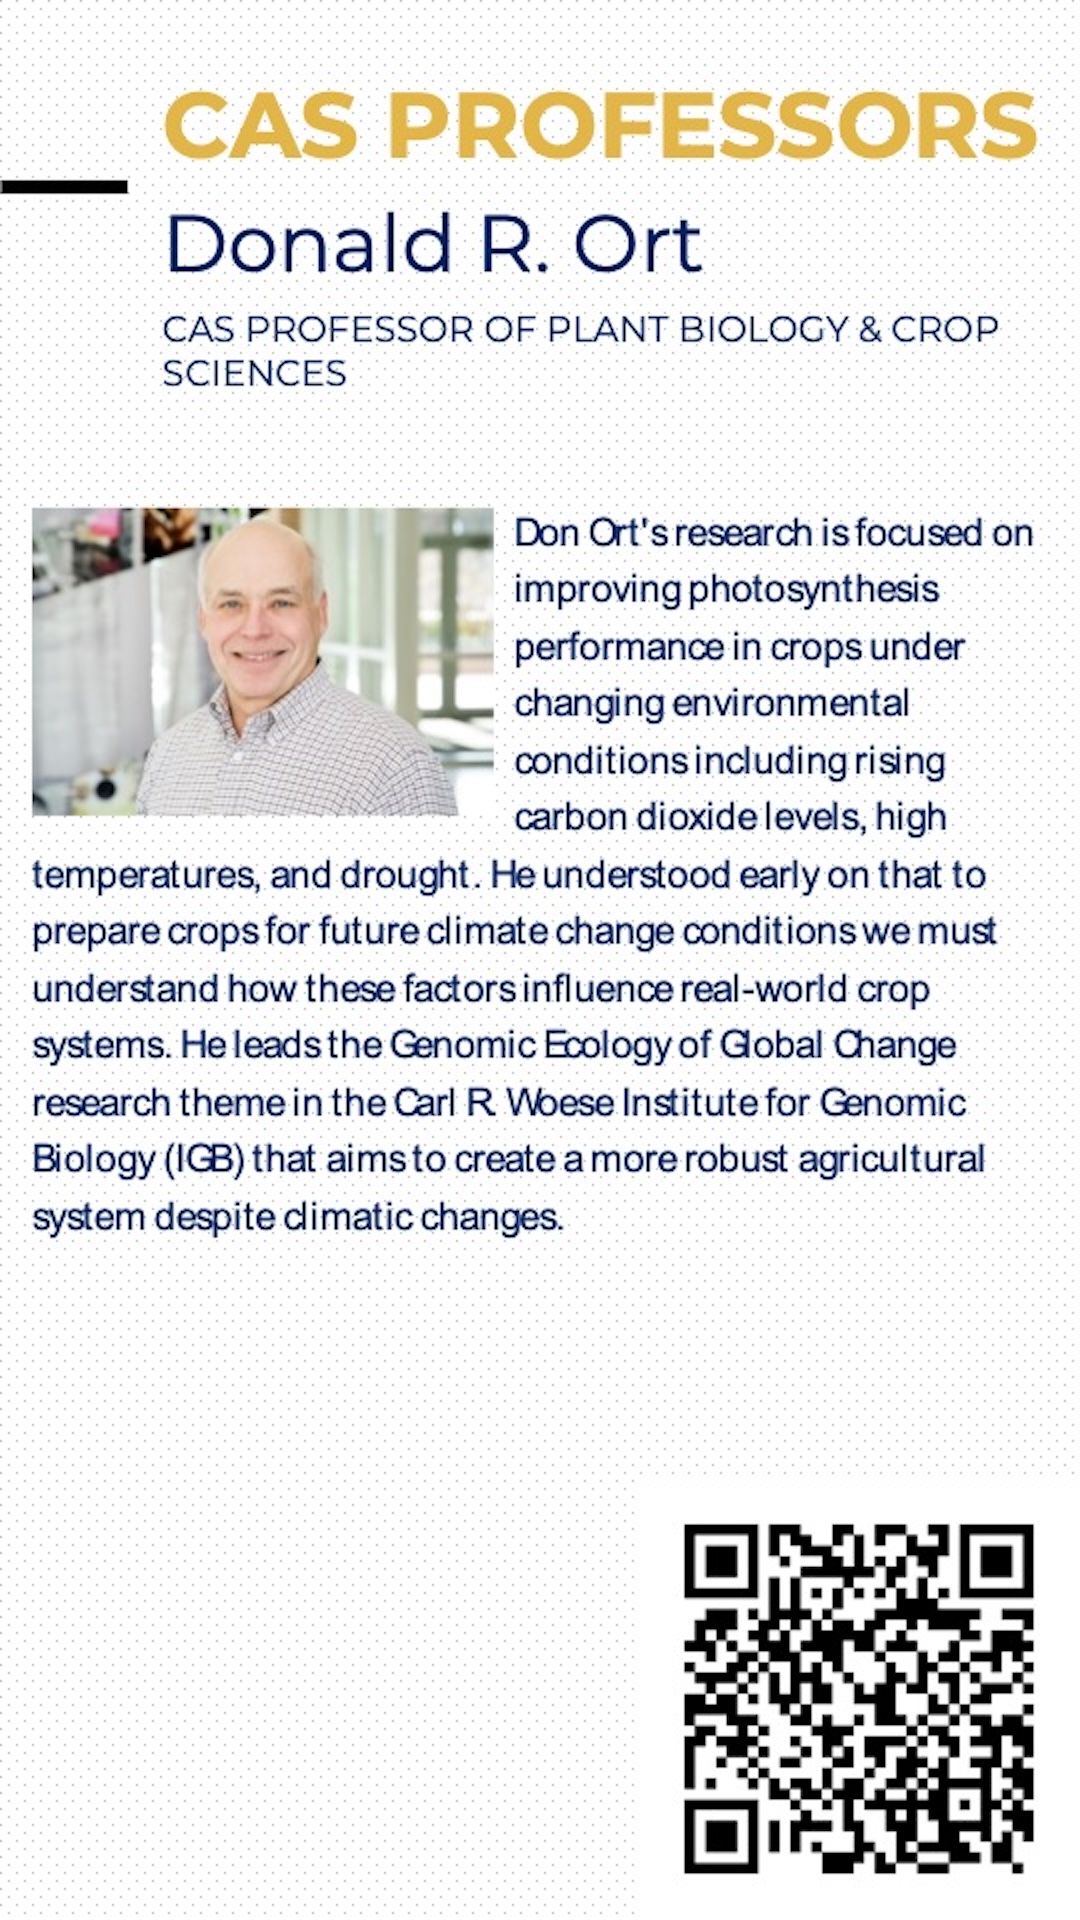 CAS PROFESSORS
Donald R. Ort
CAS PROFESSOR OF PLANT BIOLOGY & CROP
SCIENCES
Don Ort's research is focused on
improving photosynthesis
performance in crops under
changing environmental
conditions including rising
carbon dioxide levels, high
temperatures, and drought. He understood early on that to
prepare crops for future climate change conditions we must
understand how these factors influence real-world crop
systems. He leads the Genomic Ecology of Global Change
research theme in the Carl R. Woese Institute for Genomic
Biology (IGB) that aims to create a more robust agricultural
system despite climatic changes.